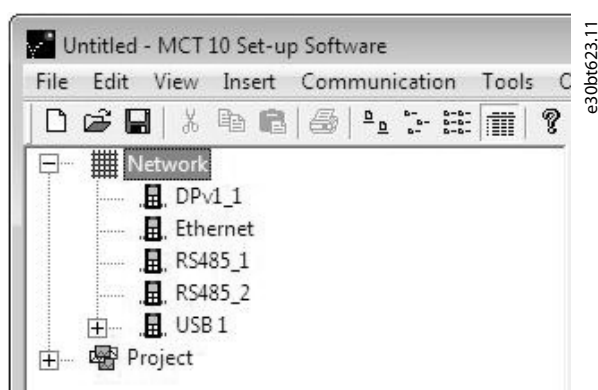 Untitled - MCT 10 Set-up Software
File Edit View Insert Communication Tools
Network
DPv1_1
Ethernet
RS485_1
RS485_2
USB 1
Project
e30bt623.11